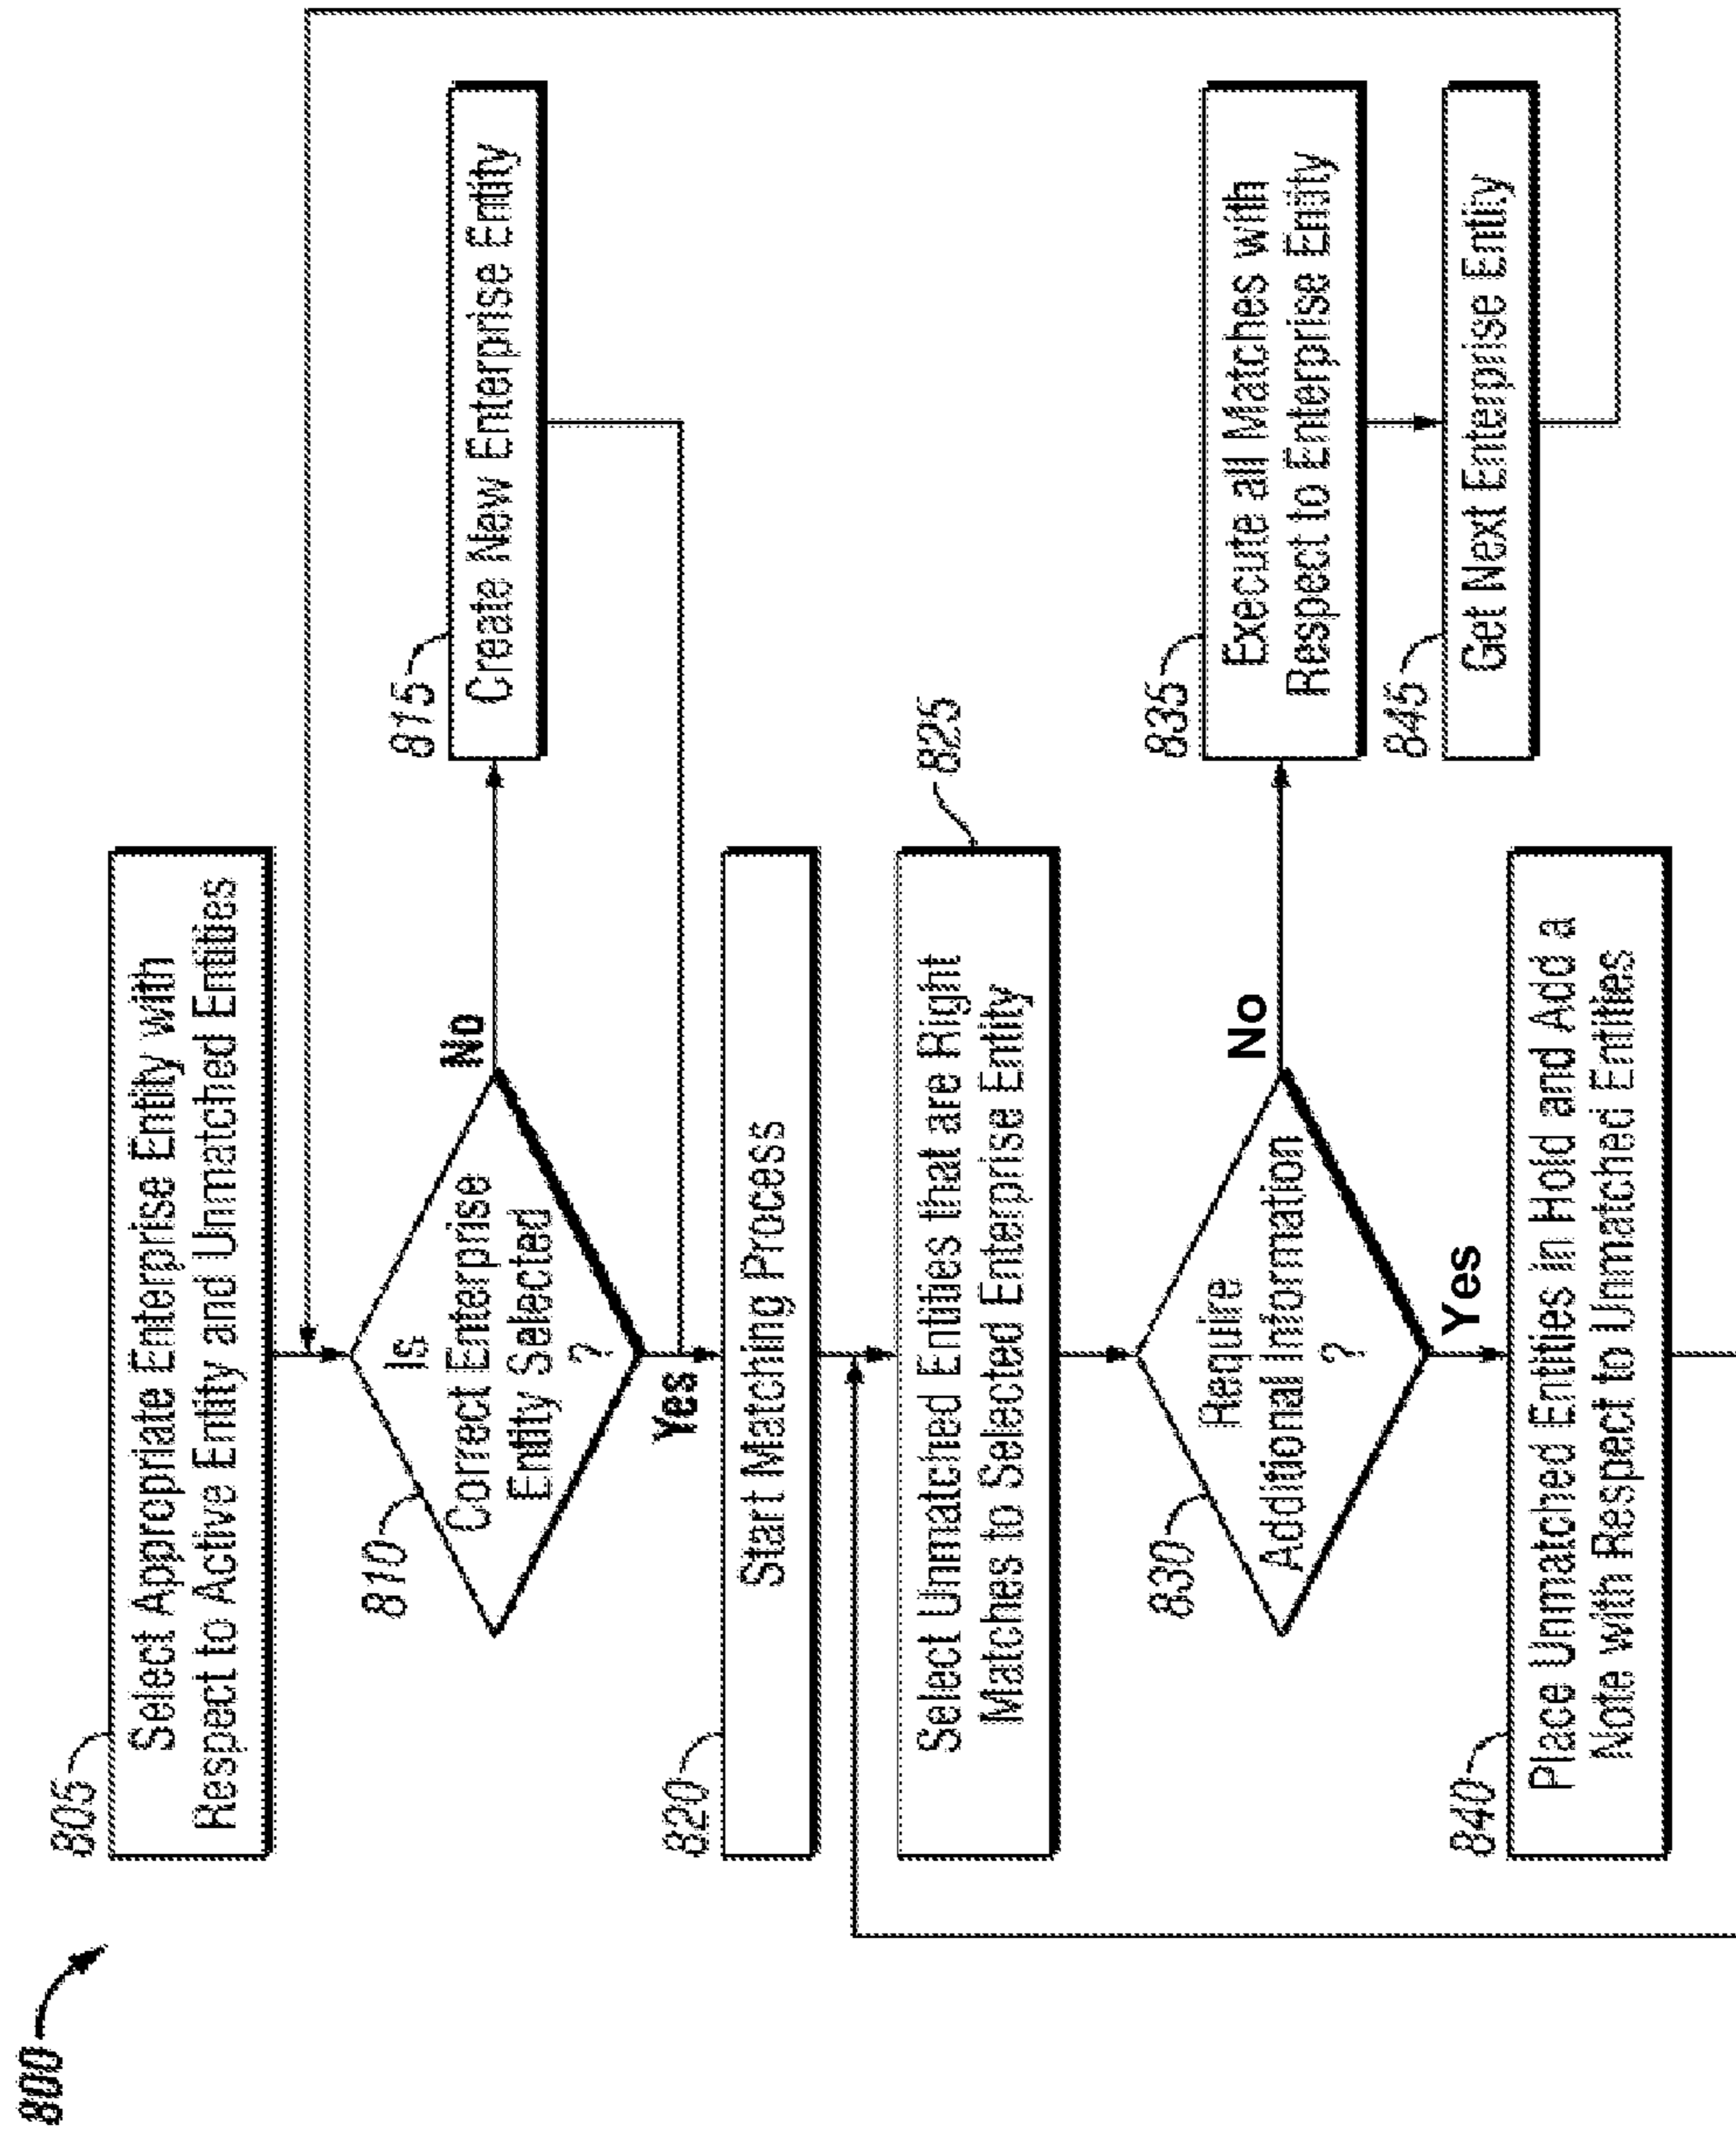 800
805
Select Appropriate Enterprise Entity with
Respect to Active Entity and Unmatched Entities
810
Is
Correct Enterprise
Entity Selected
?
No
815
Create New Enterprise Entity
Yes
820
Start Matching Process
825
Select Unmatched Entities that are Right
Matches to Selected Enterprise Entity
830
Require
Additional Information
?
No
835
Execute all Matches with
Respect to Enterprise Entity
845
Get Next Enterprise Entity
Yes
840
Place Unmatched Entities in Hold and Add a
Note with Respect to Unmatched Entities